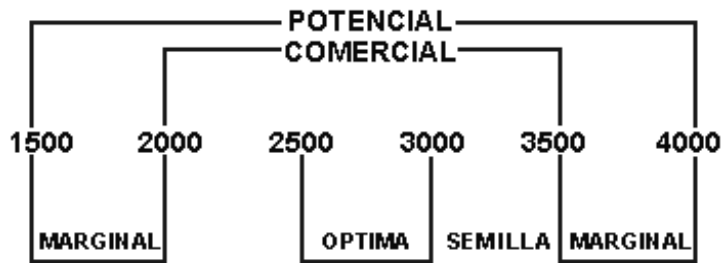 POTENCIAL
COMERCIAL
1500 2000 2500 3000 3500 4000
MARGINAL OPTIMA SEMILLA MARGINAL